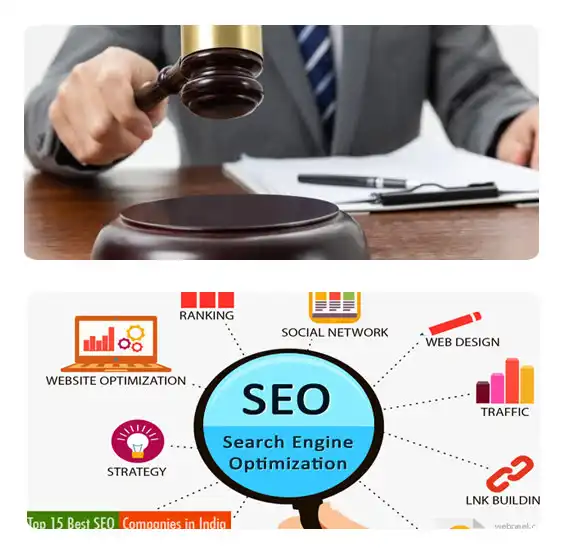 RANKING
SOCIAL NETWORK
WEB DESIGN
WEBSITE OPTIMIZATION
SEO
TRAFFIC
Search Engine
Optimization
STRATEGY
LNK BUILDIN
Top 15 Best SEO Companies in India